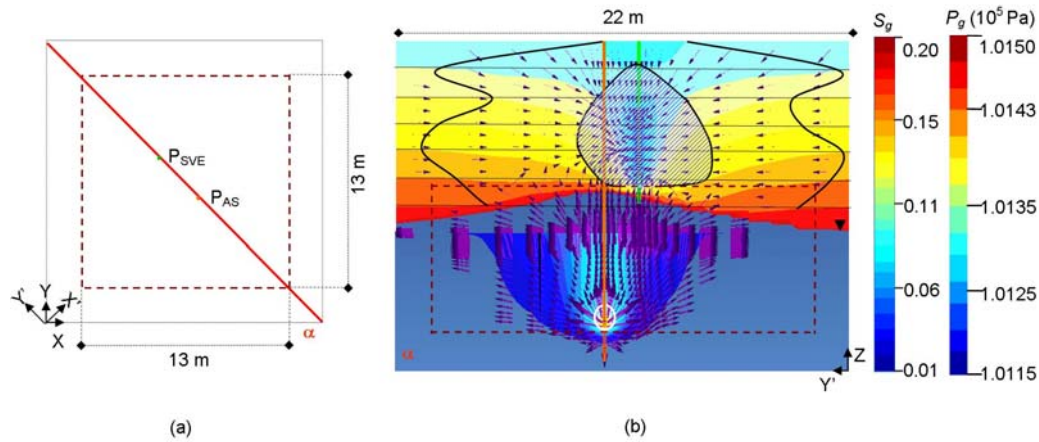 22 m
S_g P_g (10^5 Pa)
P_SVE
P_AS
13 m
Y' Y X'
X
α
13 m
α
Z
Y'
0.20
0.15
0.11
0.06
0.01
1.0150
1.0143
1.0135
1.0125
1.0115
(a)
(b)